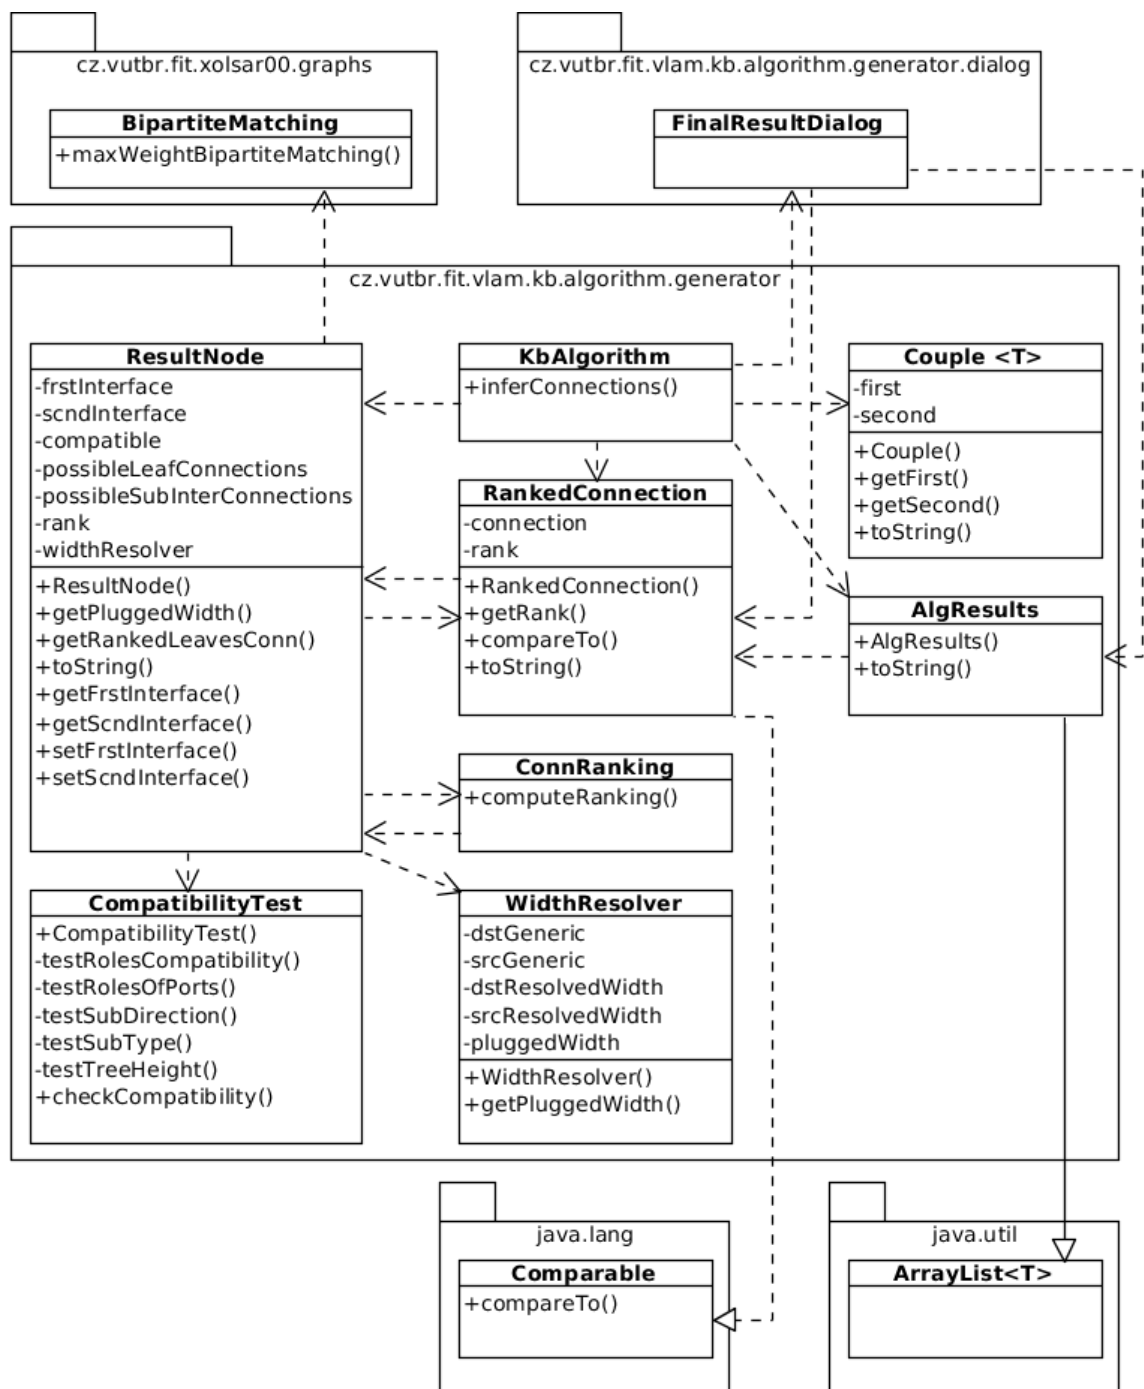 cz.vutbr.fit.xolsar00.graphs
BipartiteMatching
+maxWeightBipartiteMatching()
cz.vutbr.fit.vlam.kb.algorithm.generator.dialog
FinalResultDialog
cz.vutbr.fit.vlam.kb.algorithm.generator
ResultNode
-frstInterface
-scndInterface
-compatible
-possibleLeafConnections
-possibleSubInterConnections
-rank
-widthResolver
+ResultNode()
+getPluggedWidth()
+getRankedLeavesConn()
+toString()
+getFrstInterface()
+getScndInterface()
+setFrstInterface()
+setScndInterface()
KbAlgorithm
+inferConnections()
Couple <T>
-first
-second
+Couple()
+getFirst()
+getSecond()
+toString()
RankedConnection
-connection
-rank
+RankedConnection()
+getRank()
+compareTo()
+toString()
AlgResults
+AlgResults()
+toString()
ConnRanking
+computeRanking()
CompatibilityTest
+CompatibilityTest()
-testRolesCompatibility()
-testRolesOfPorts()
-testSubDirection()
-testSubType()
-testTreeHeight()
+checkCompatibility()
WidthResolver
-dstGeneric
-srcGeneric
-dstResolvedWidth
-srcResolvedWidth
-pluggedWidth
+WidthResolver()
+getPluggedWidth()
java.lang
Comparable
+compareTo()
java.util
ArrayList<T>